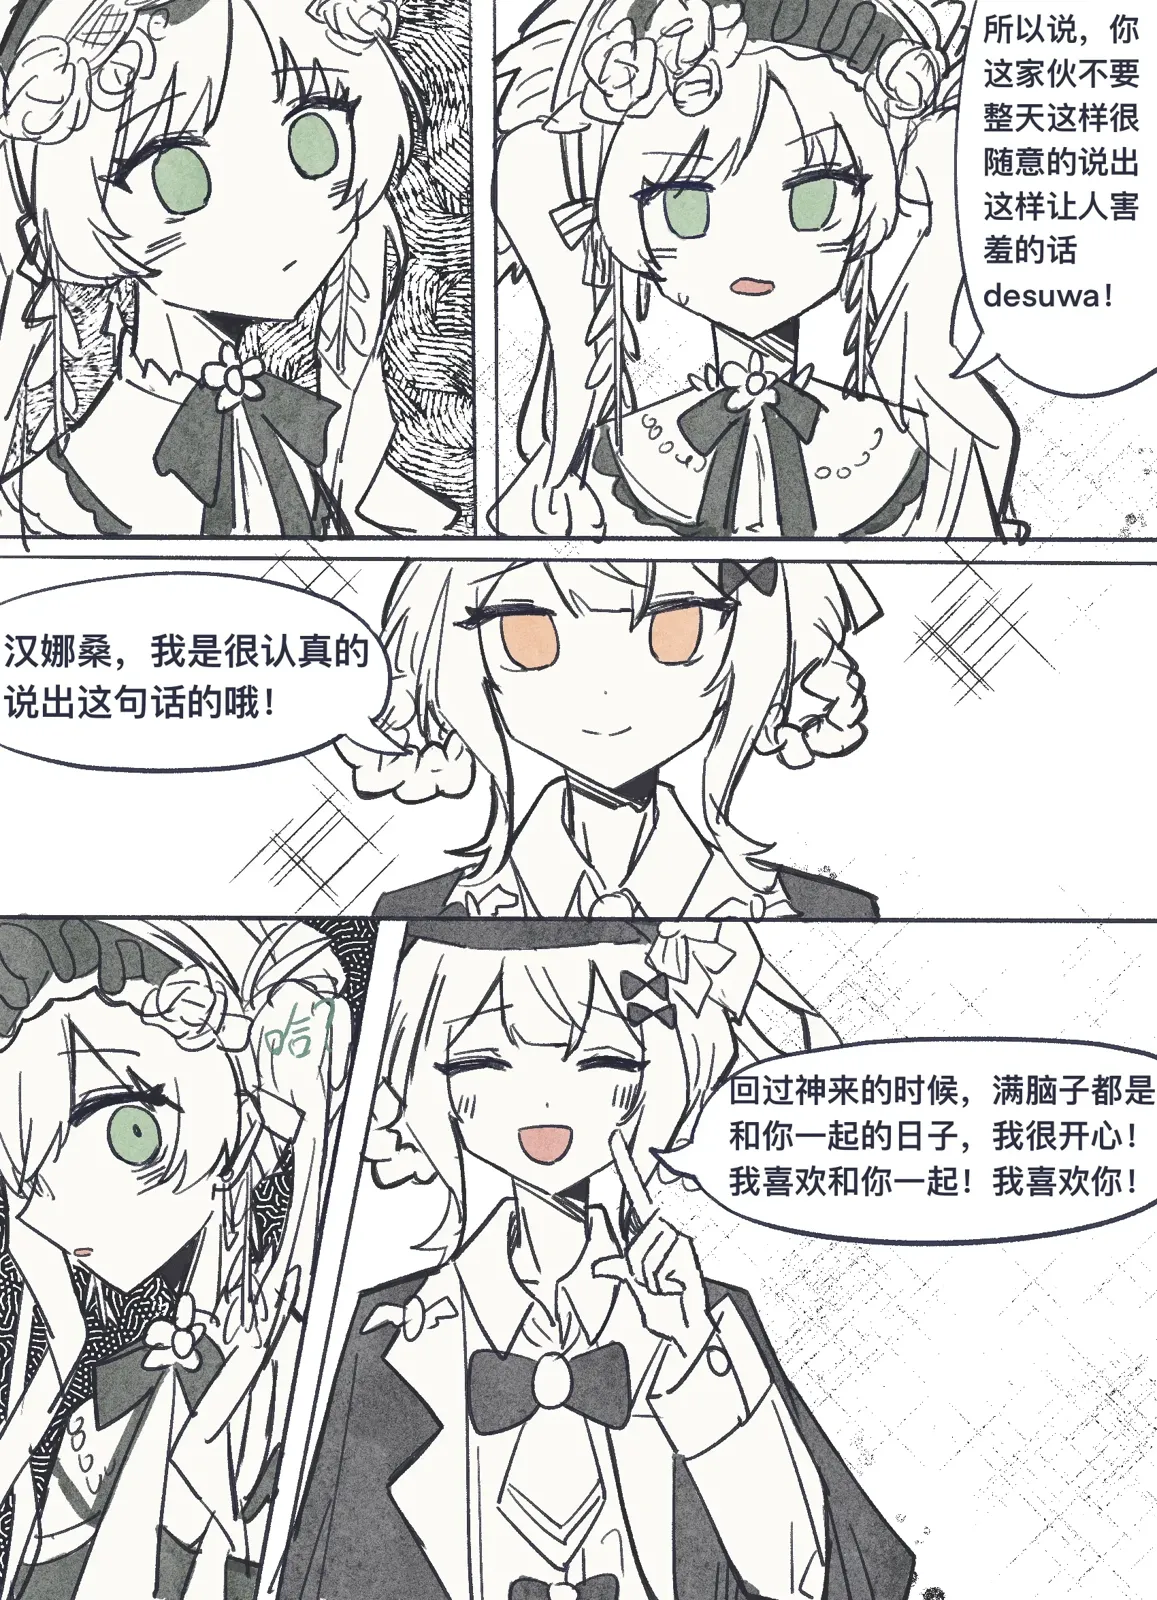 所以说，你
这家伙不要
整天这样很
随意的说出
这样让人害
羞的话
desuwa！
汉娜桑，我是很认真的
说出这句话的哦！
哈？
回过神来的时候，满脑子都是
和你一起的日子，我很开心！
我喜欢和你一起！我喜欢你！